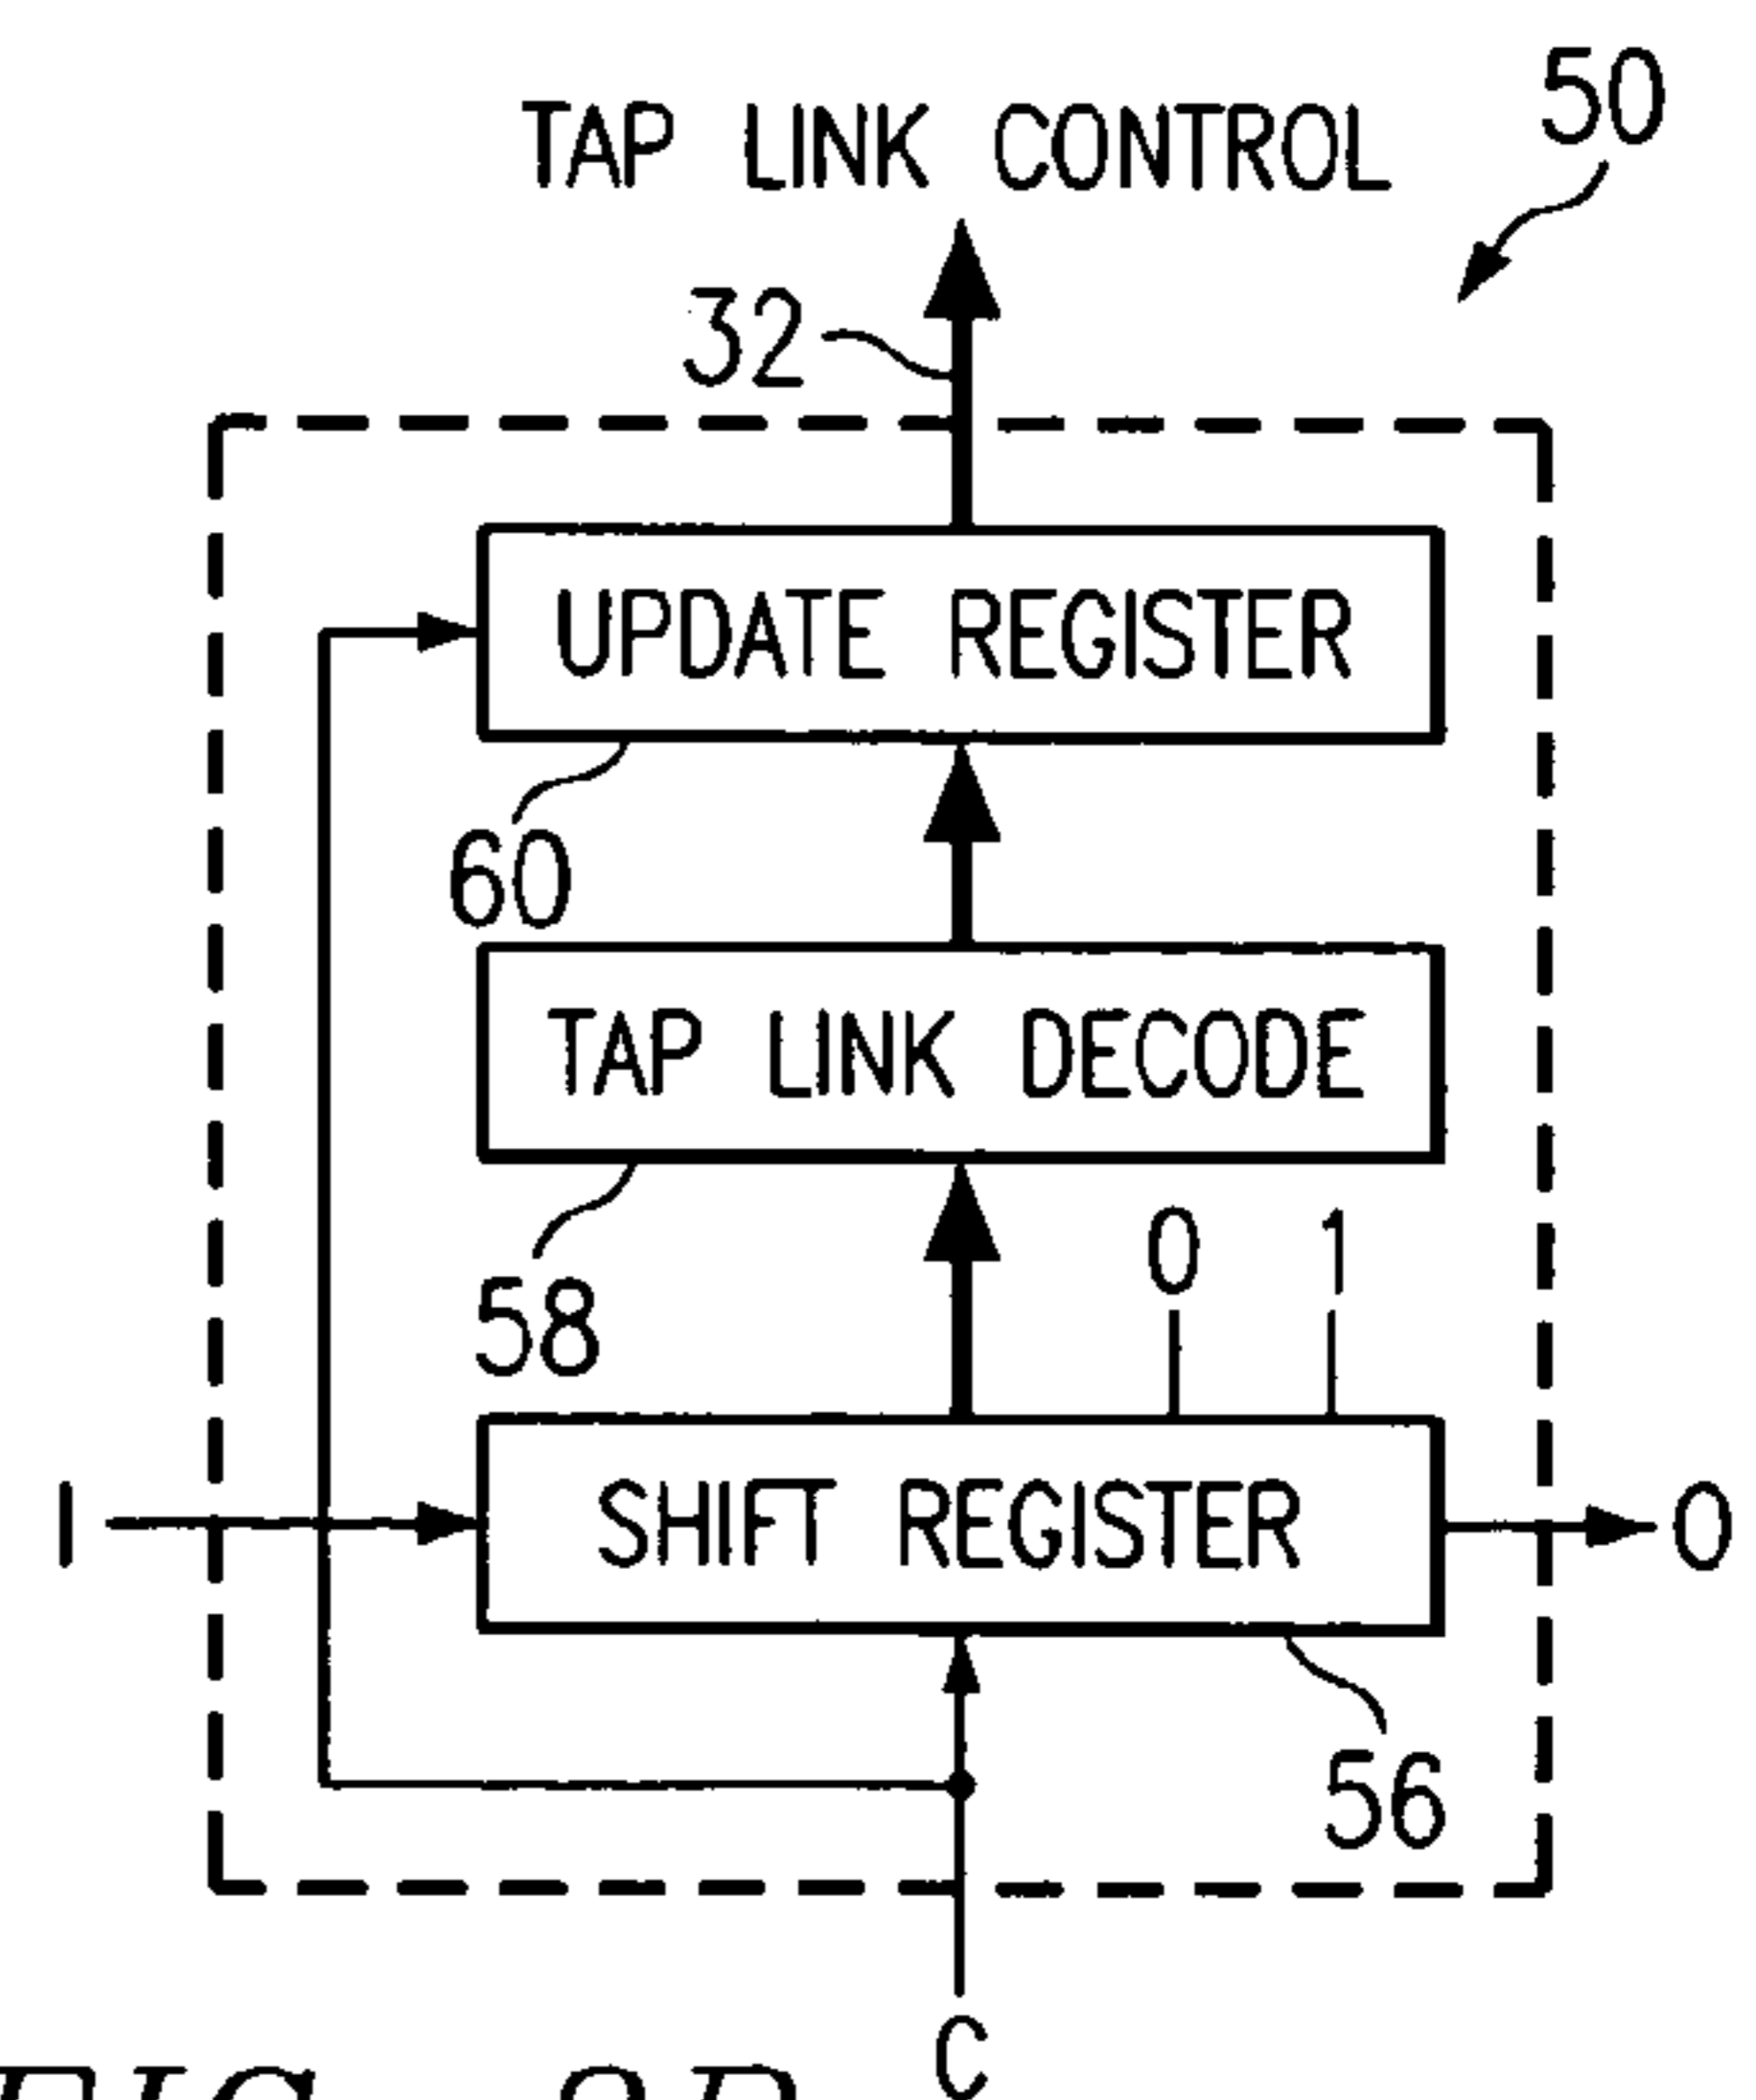 50
TAP LINK CONTROL
32
UPDATE REGISTER
60
TAP LINK DECODE
58
0 1
I SHIFT REGISTER O
56
C